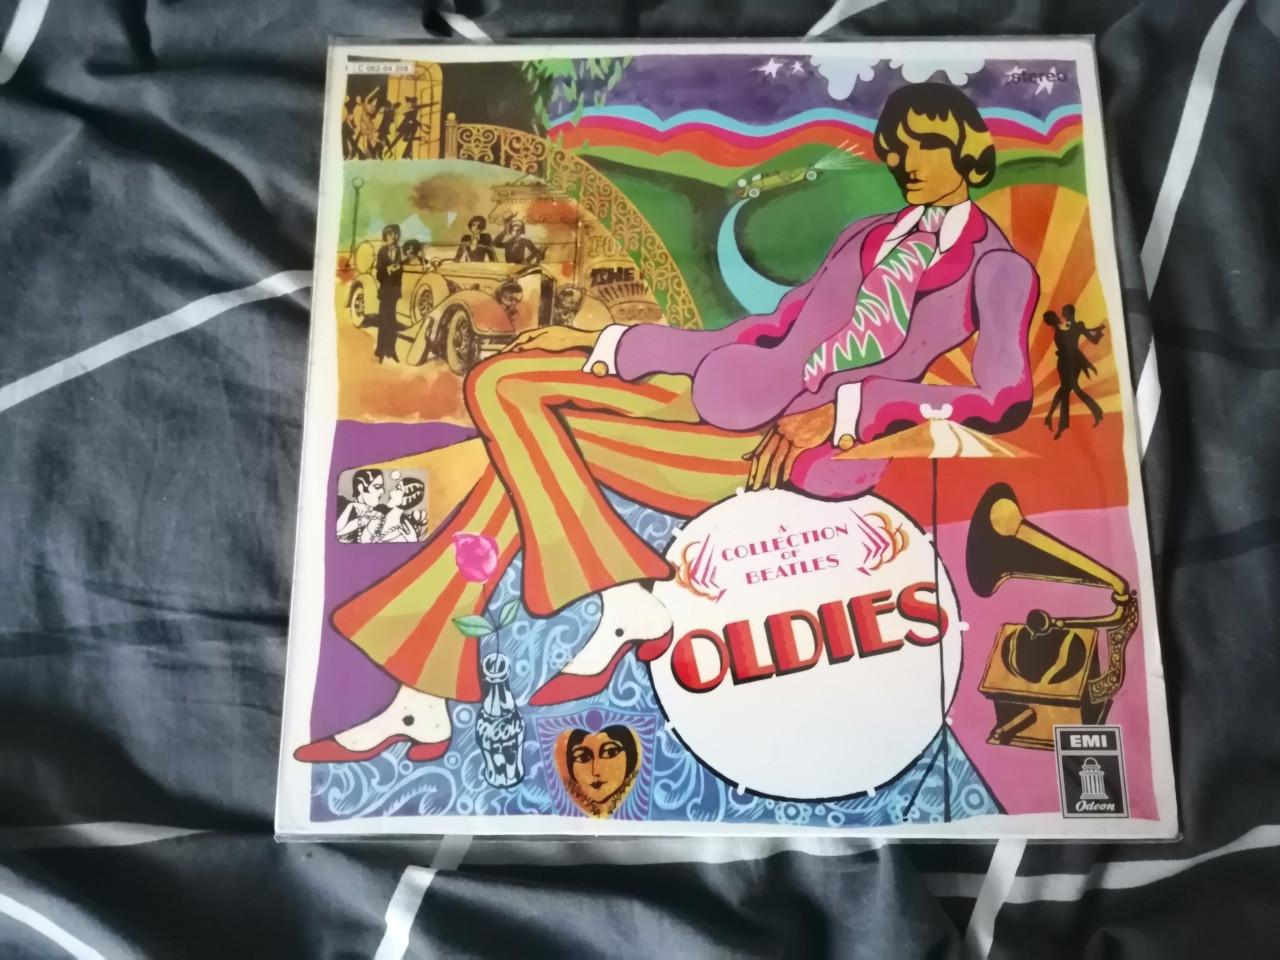 1 C 062-04 258
stereo
THE
A
COLLECTION
OF
BEATLES
OLDIES
EMI
Odeon